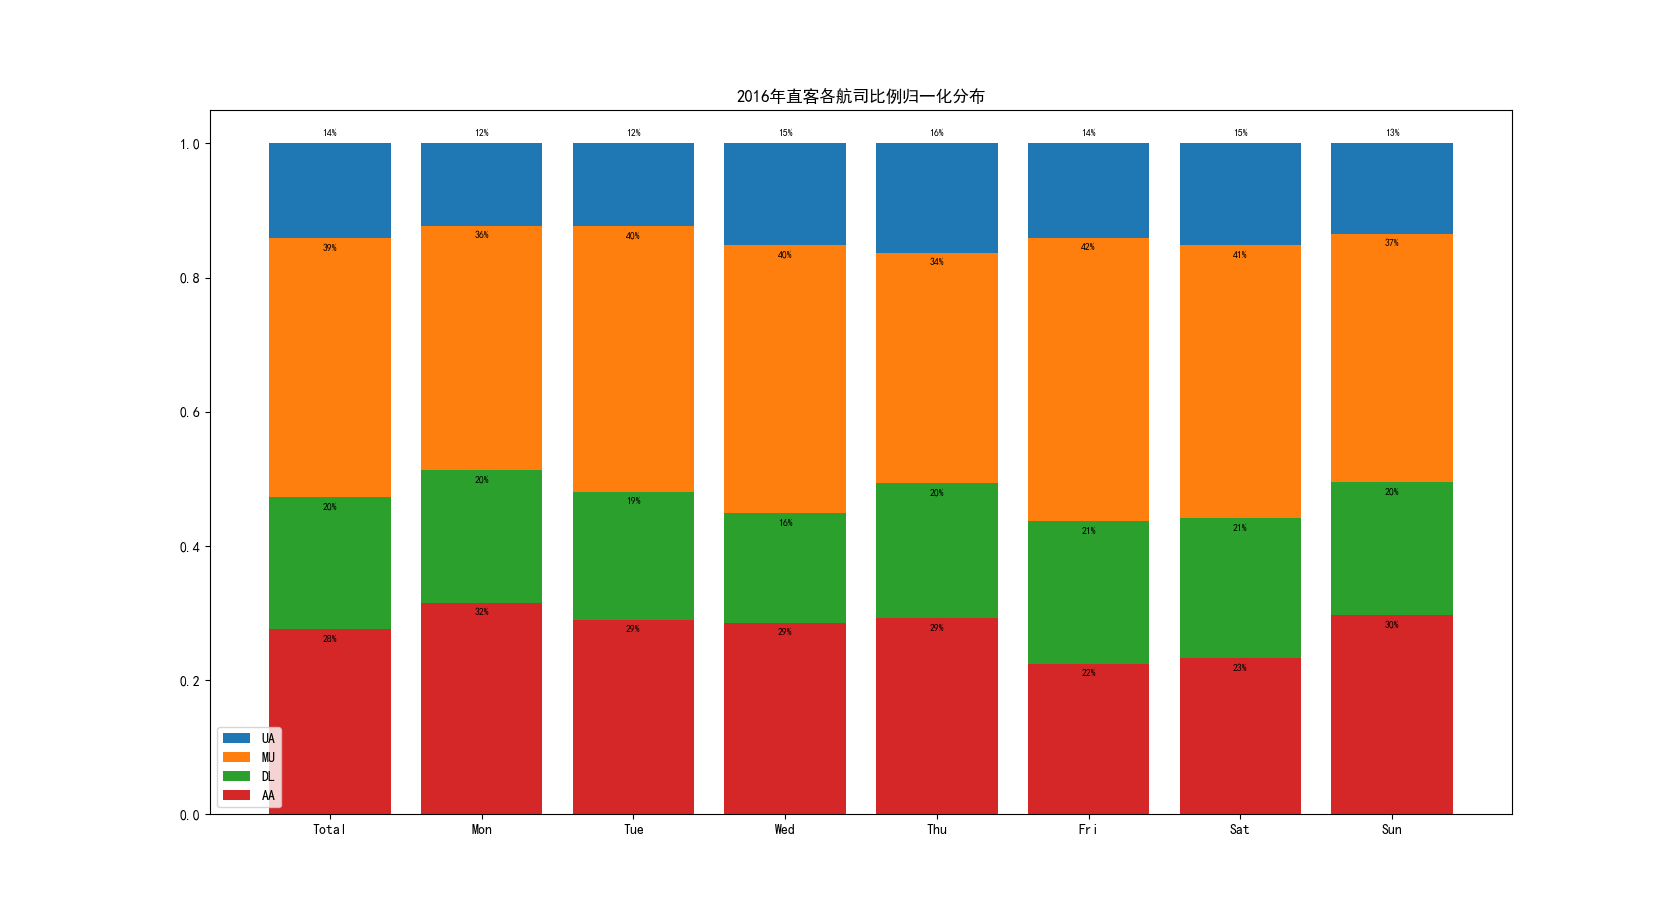 2016年直客各航司比例归一化分布
14% 12% 12% 15% 16% 14% 15% 13%
1.0
39% 36% 40% 40% 34% 42% 41% 37%
0.8
0.6
20% 20% 19% 16% 20% 21% 21% 20%
0.4
28% 32% 29% 29% 29% 22% 23% 30%
0.2
0.0
UA
MU
DL
AA
Total Mon Tue Wed Thu Fri Sat Sun